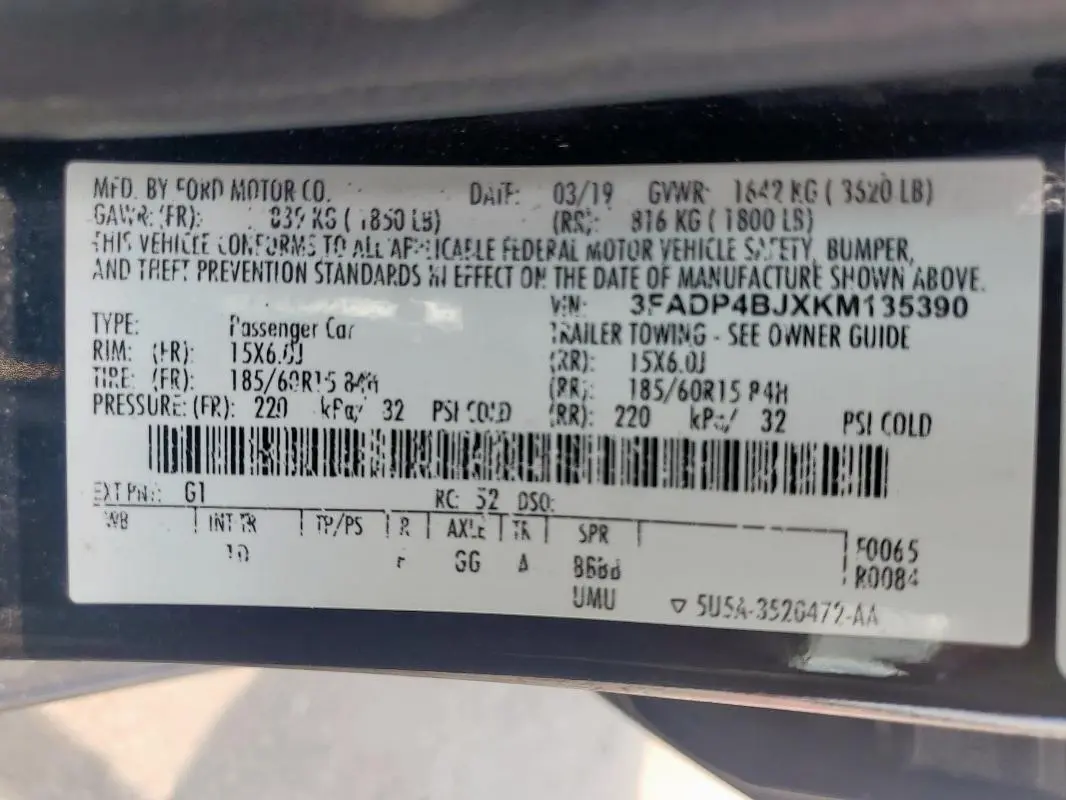 MFD. BY FORD MOTOR CO. DATE: 03/19 GVWR: 1642 KG ( 3620 LB)
GAWR: (FR): 839 KG ( 1850 LB) (RR): 816 KG ( 1800 LB)
THIS VEHICLE CONFORMS TO ALL APPLICABLE FEDERAL MOTOR VEHICLE SAFETY, BUMPER,
AND THEFT PREVENTION STANDARDS IN EFFECT ON THE DATE OF MANUFACTURE SHOWN ABOVE.
VIN: 3FADP4BJXKM135390
TYPE: Passenger Car TRAILER TOWING - SEE OWNER GUIDE
RIM: (FR): 15X6.0J (RR): 15X6.0J
TIRE: (FR): 185/60R15 84H (RR): 185/60R15 84H
PRESSURE: (FR): 220 kPa/ 32 PSI COLD (RR): 220 kPa/ 32 PSI COLD
EXT PNT: G1 RC: 52 DSO:
WB INT TR TP/PS R AXLE TR SPR
GG A
UMU
F0065
R0084
5U5A-3520472-AA